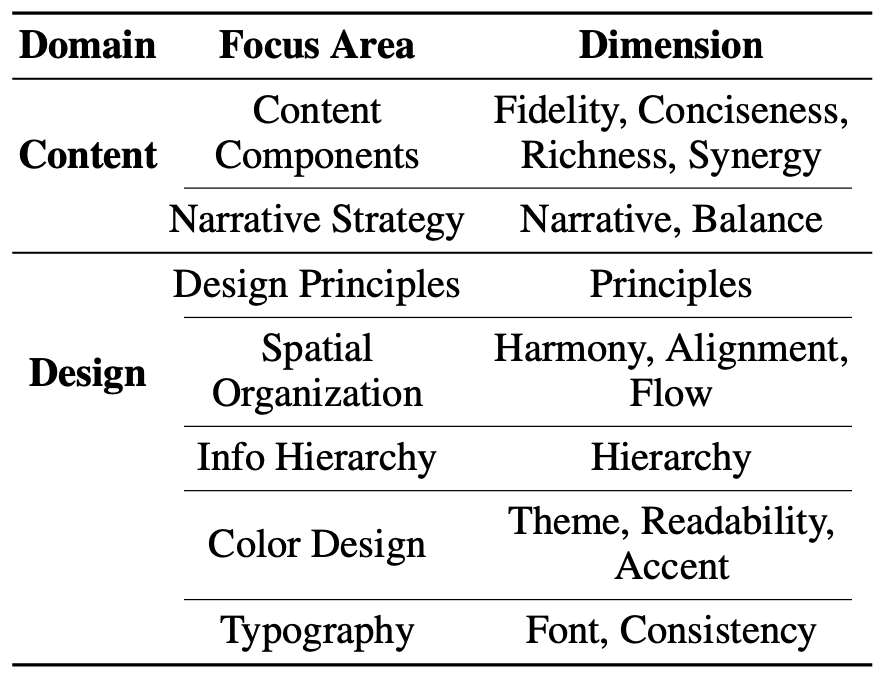 Domain Focus Area Dimension
Content Fidelity, Conciseness,
Content Components Richness, Synergy
Narrative Strategy Narrative, Balance
Design Principles Principles
Spatial Harmony, Alignment,
Design
Organization Flow
Info Hierarchy Hierarchy
Theme, Readability,
Color Design
Accent
Typography Font, Consistency